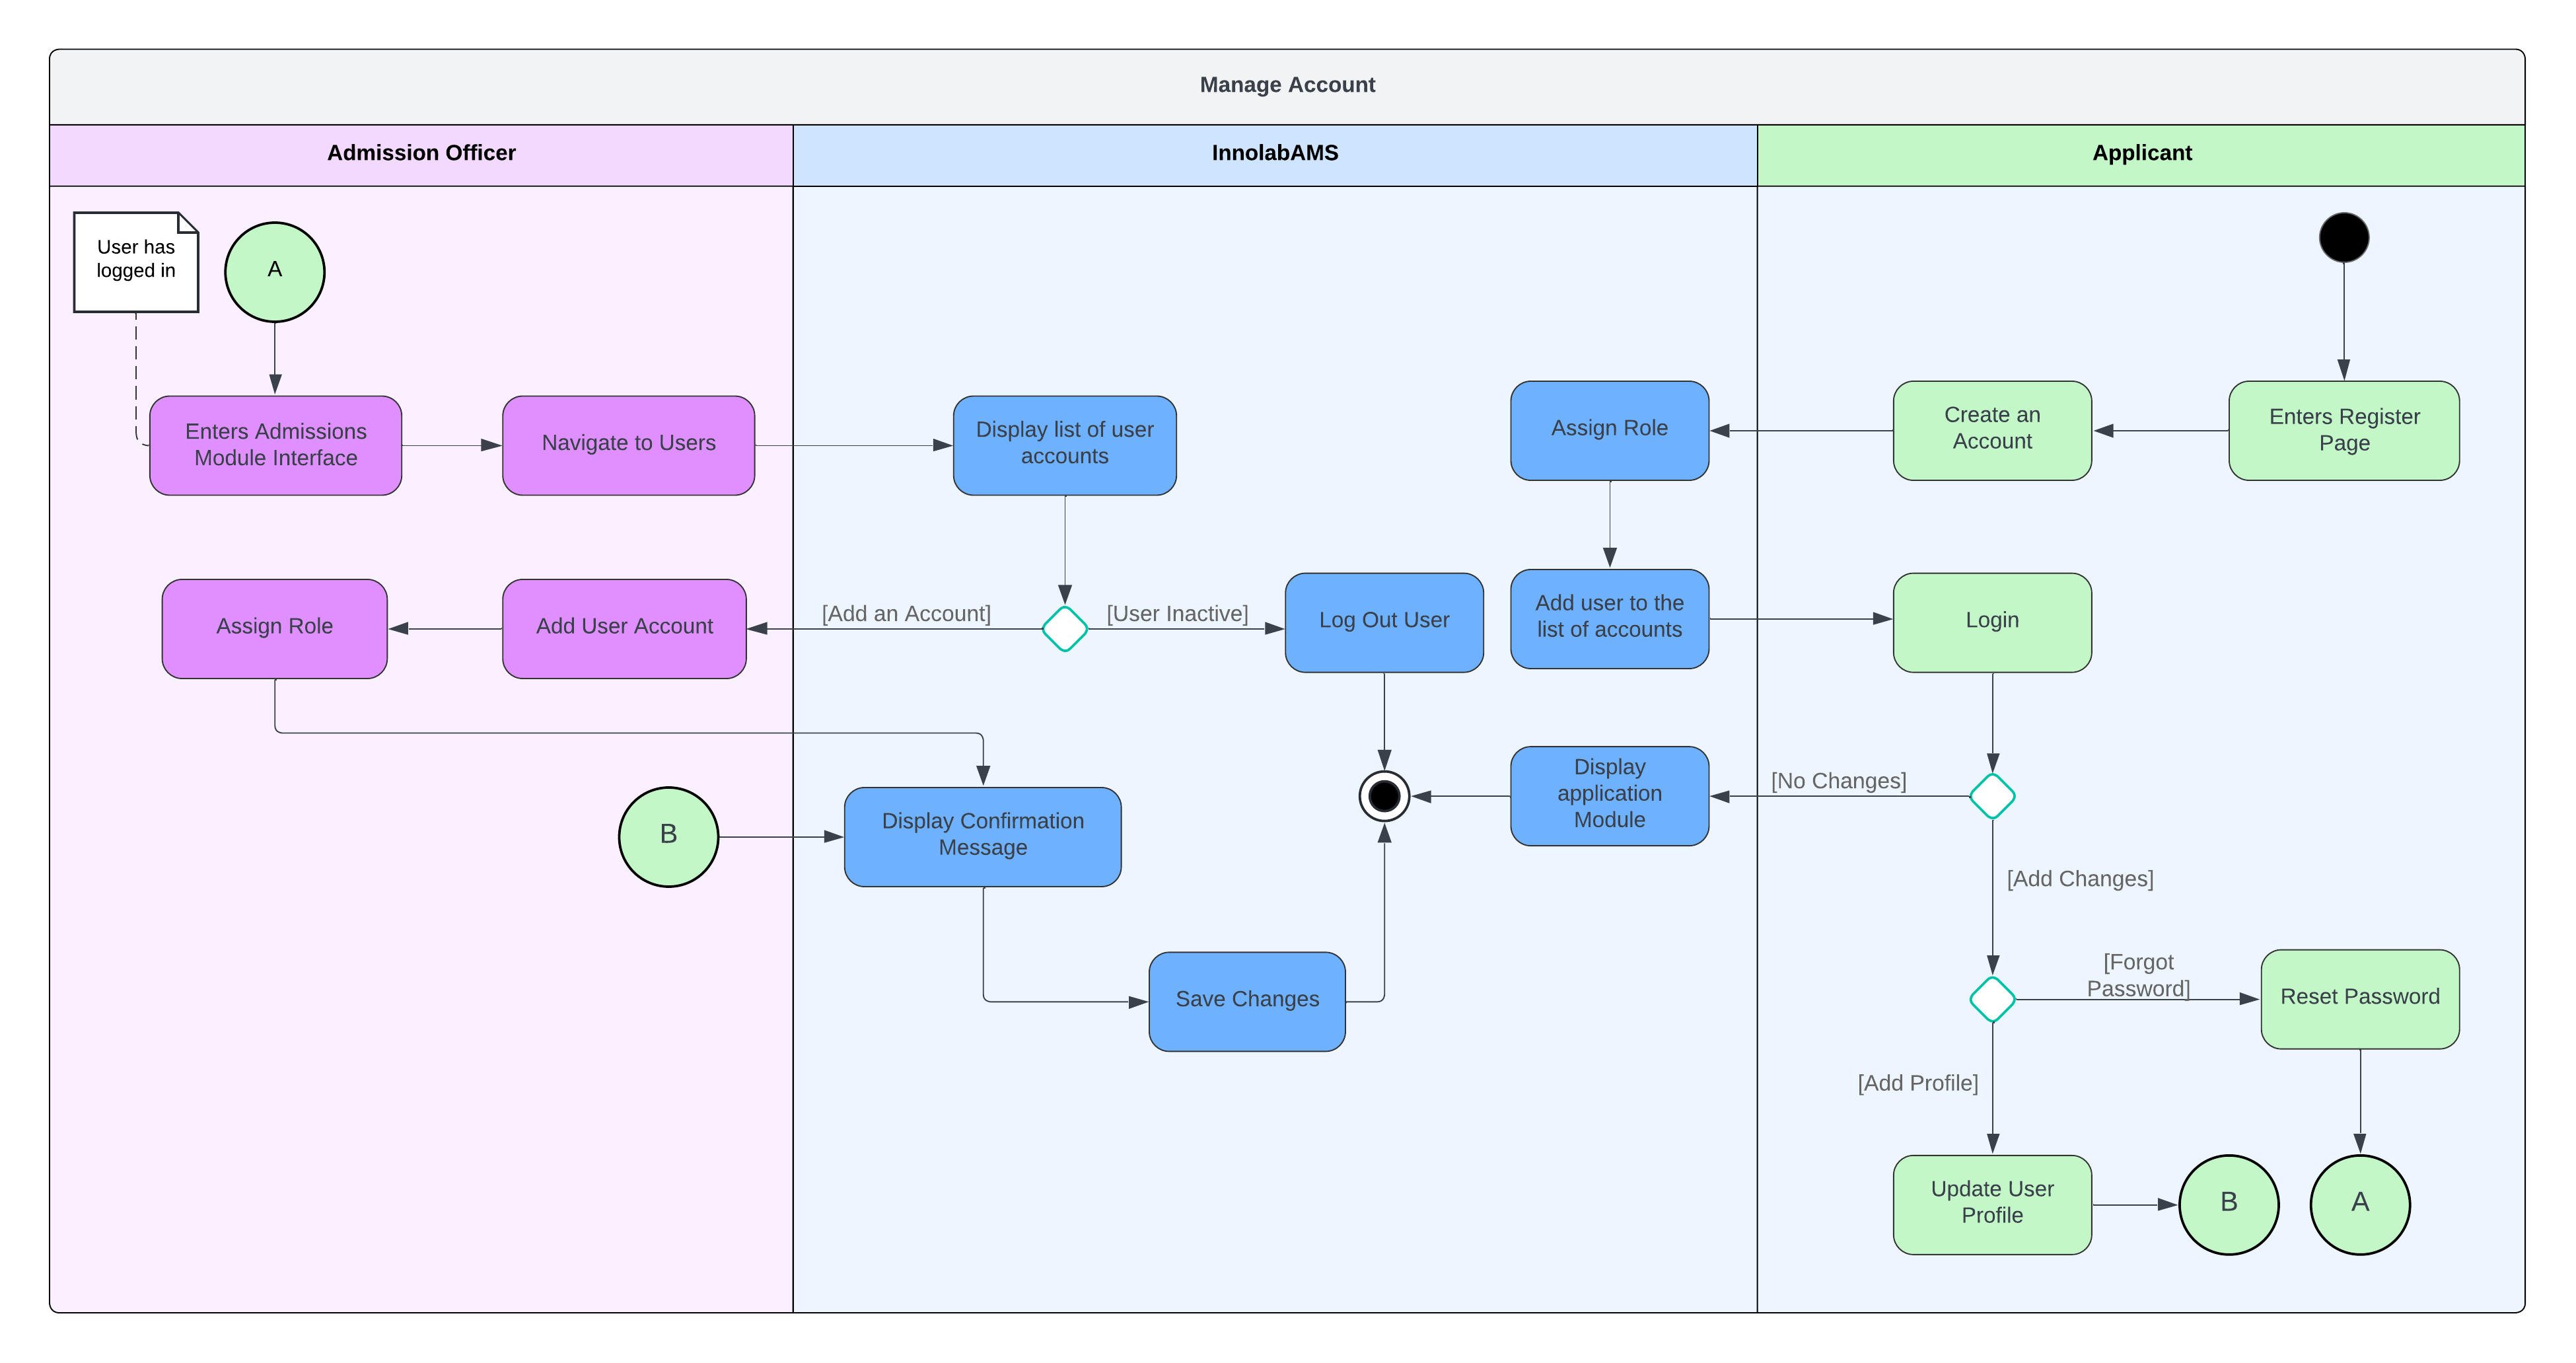 Manage Account
Admission Officer
InnolabAMS
Applicant
User has
logged in
A
Enters Admissions
Module Interface
Navigate to Users
Display list of user
accounts
Assign Role
Create an
Account
Enters Register
Page
Assign Role
Add User Account
[Add an Account]
[User Inactive]
Log Out User
Add user to the
list of accounts
Login
B
Display Confirmation
Message
Display
application
Module
[No Changes]
[Add Changes]
Save Changes
[Forgot
Password]
Reset Password
[Add Profile]
Update User
Profile
B
A